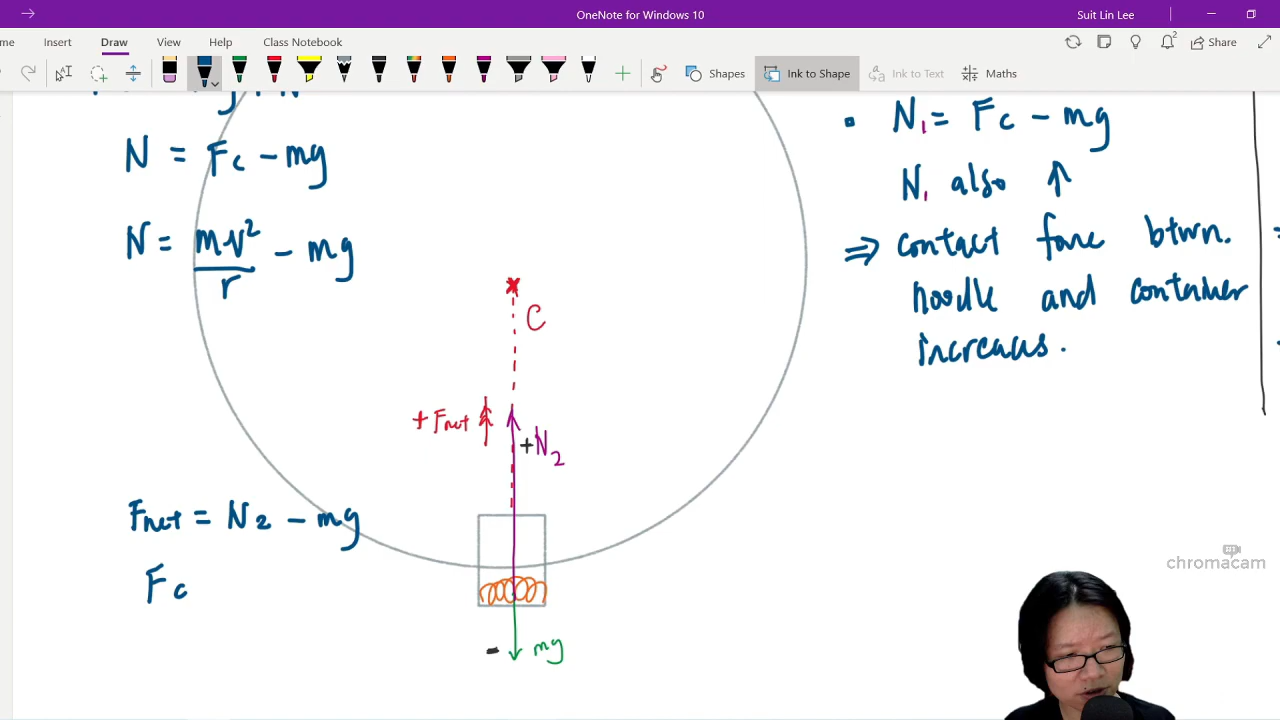 OneNote for Windows 10
Suit Lin Lee
me Insert Draw View Help Class Notebook
Share
Shapes
Ink to Shape
Ink to Text
Maths
N = Fc - mg
N = mv²/r - mg
C
+ Fnet
+N2
Fnet = N2 - mg
Fc
- mg
• N1 = Fc - mg
N1 also ↑
⇒ contact force btwn.
noodle and container
increases.
chromacam